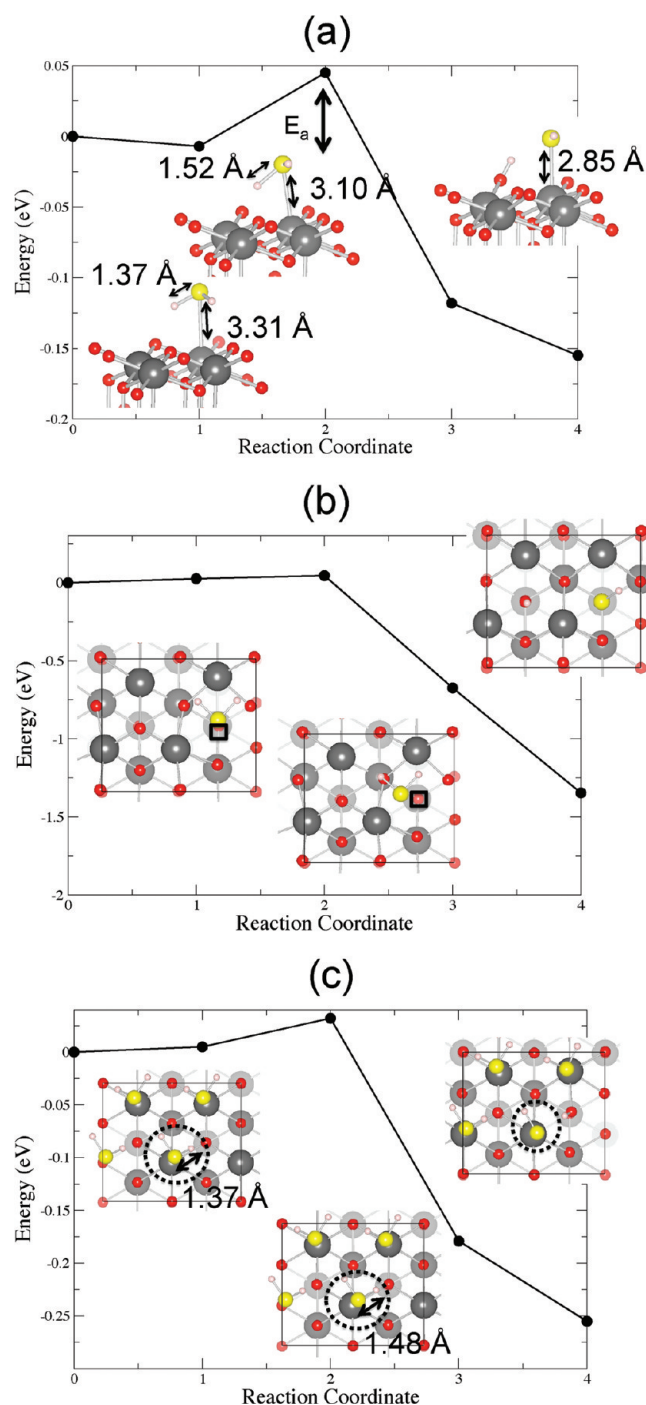 (a)
0.05
0
-0.05
-0.1
-0.15
-0.2
Energy (eV)
E_a
1.52 Å
3.10 Å
2.85 Å
1.37 Å
3.31 Å
0 1 2 3 4
Reaction Coordinate
(b)
0
-0.5
-1
-1.5
-2
Energy (eV)
0 1 2 3 4
Reaction Coordinate
(c)
0
-0.05
-0.1
-0.15
-0.2
-0.25
Energy (eV)
1.37 Å
1.48 Å
0 1 2 3 4
Reaction Coordinate